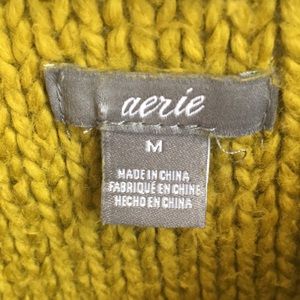 aerie
M
MADE IN CHINA
FABRIQUÉ EN CHINE
HECHO EN CHINA